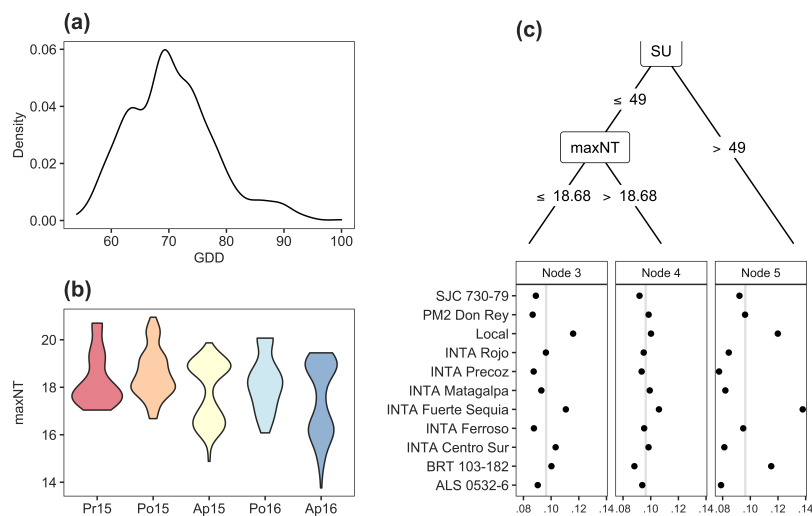 (a)
0.06
0.04
0.02
0.00
Density
60 70 80 90 100
GDD
(b)
20
18
16
14
maxNT
Pr15 Po15 Ap15 Po16 Ap16
(c)
SU
≤ 49
maxNT
> 49
≤ 18.68 > 18.68
Node 3 Node 4 Node 5
SJC 730-79
PM2 Don Rey
Local
INTA Rojo
INTA Precoz
INTA Matagalpa
INTA Fuerte Sequia
INTA Ferroso
INTA Centro Sur
BRT 103-182
ALS 0532-6
.08 .10 .12 .14 .08 .10 .12 .14 .08 .10 .12 .14